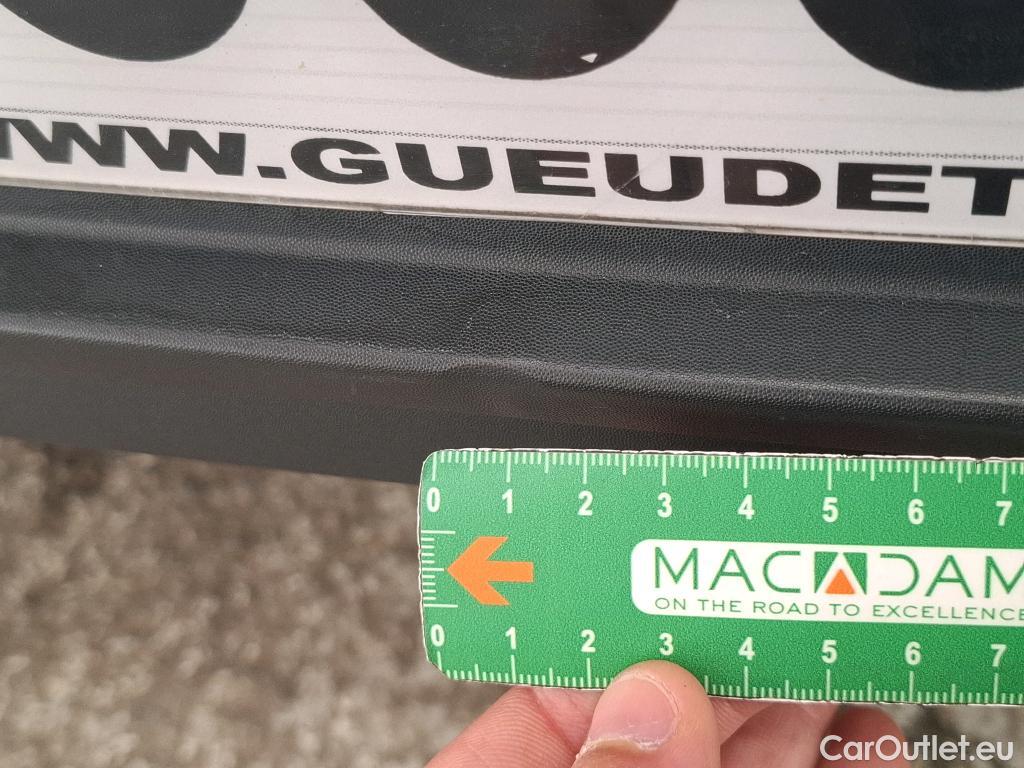 WWW.GUEUDET
0 1 2 3 4 5 6 7
MACADAM
ON THE ROAD TO EXCELLENCE
0 1 2 3 4 5 6 7
CarOutlet.eu